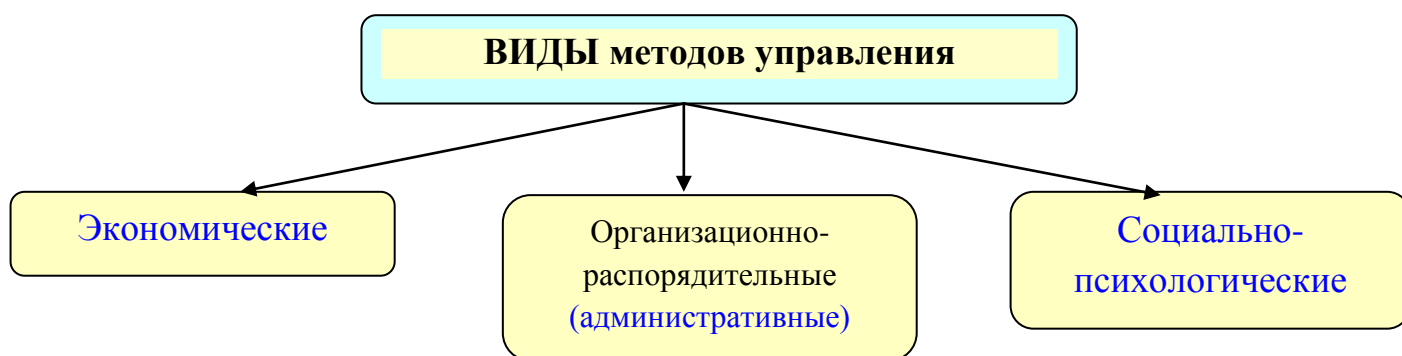 ВИДЫ методов управления
Экономические
Организационно-
распорядительные
(административные)
Социально-
психологические